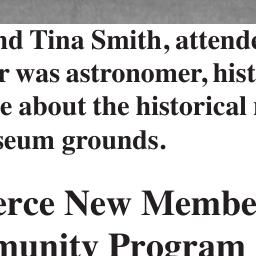 nd Tina Smith, attende
r was astronomer, hist
e about the historical
seum grounds.
erce New Membe
munity Program